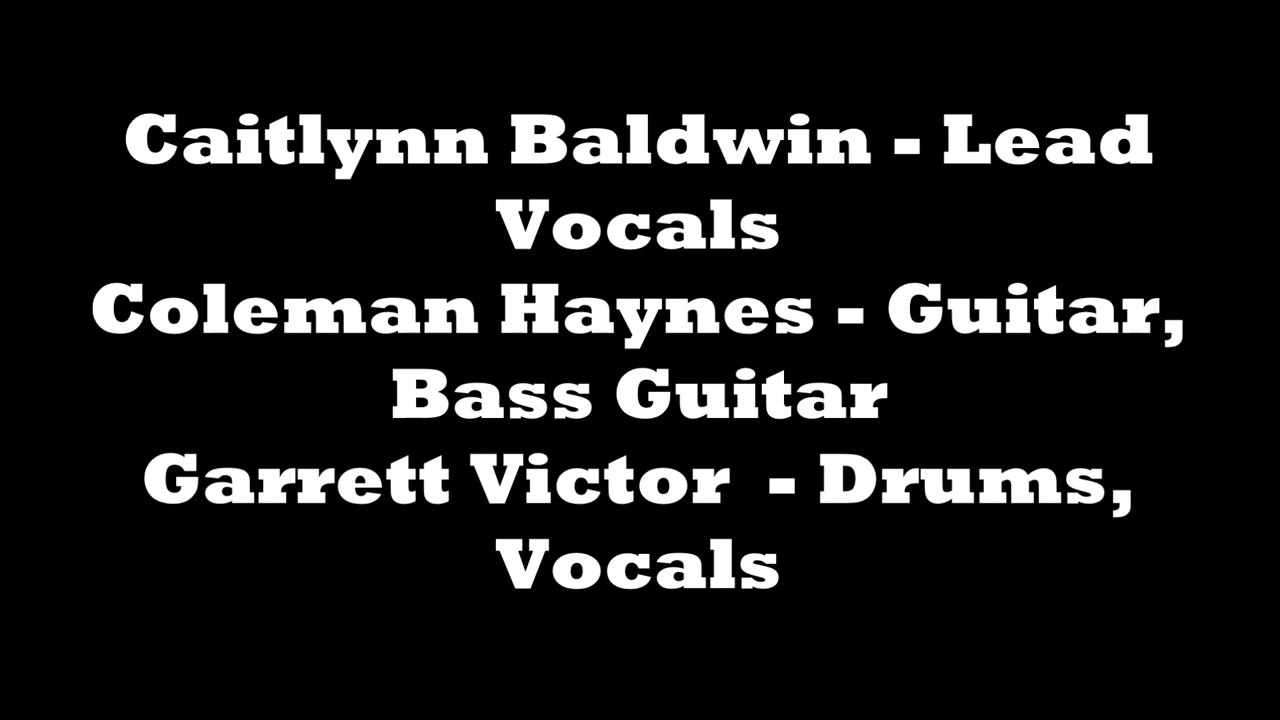 Caitlynn Baldwin - Lead
Vocals
Coleman Haynes - Guitar,
Bass Guitar
Garrett Victor - Drums,
Vocals